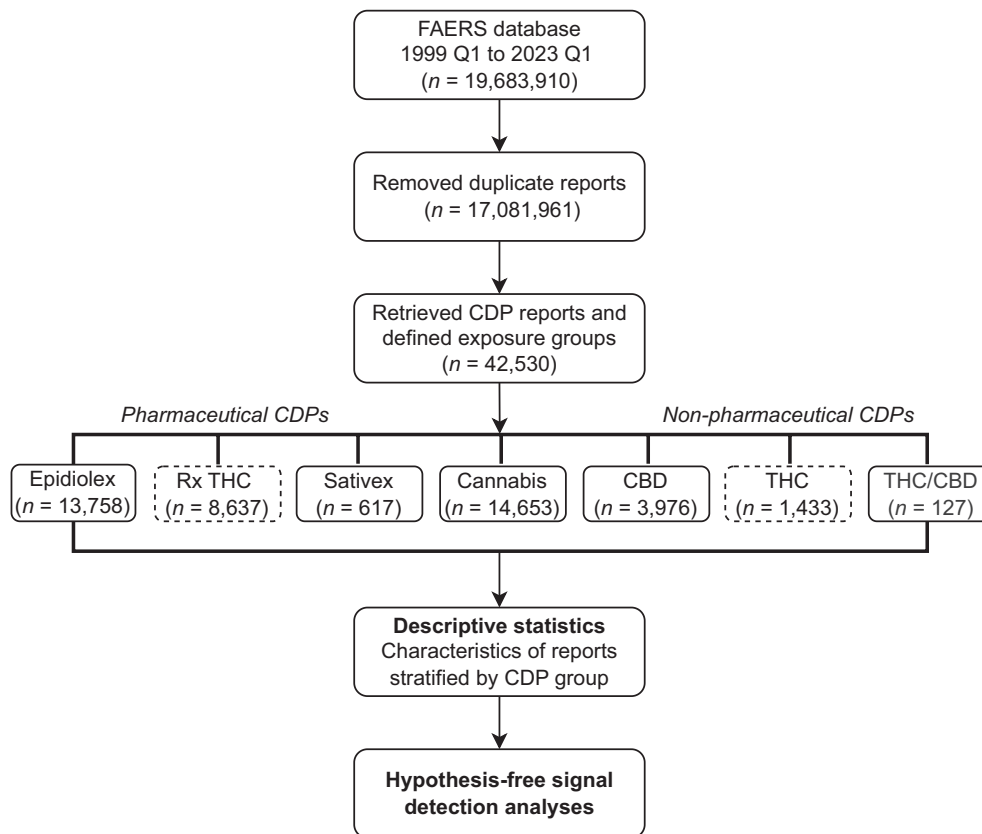 FAERS database
1999 Q1 to 2023 Q1
(n = 19,683,910)
Removed duplicate reports
(n = 17,081,961)
Retrieved CDP reports and
defined exposure groups
(n = 42,530)
Pharmaceutical CDPs
Non-pharmaceutical CDPs
Epidiolex
(n = 13,758)
Rx THC
(n = 8,637)
Sativex
(n = 617)
Cannabis
(n = 14,653)
CBD
(n = 3,976)
THC
(n = 1,433)
THC/CBD
(n = 127)
Descriptive statistics
Characteristics of reports
stratified by CDP group
Hypothesis-free signal
detection analyses